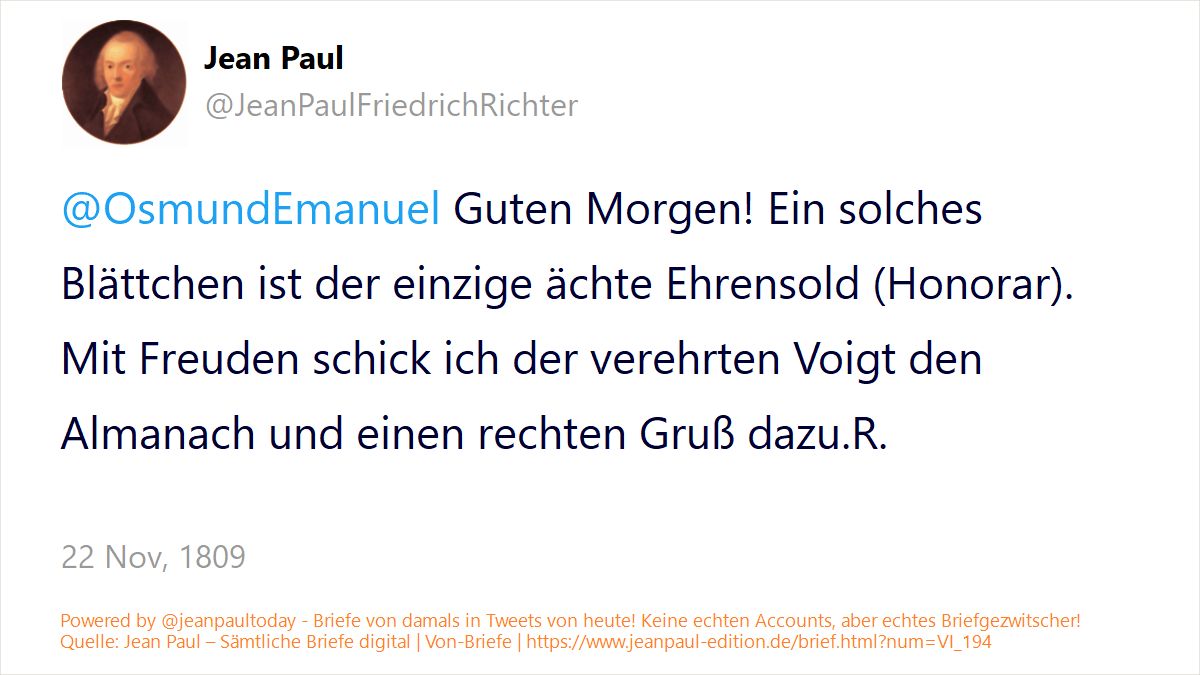 Jean Paul
@JeanPaulFriedrichRichter
@OsmundEmanuel Guten Morgen! Ein solches
Blättchen ist der einzige ächte Ehrensold (Honorar).
Mit Freuden schick ich der verehrten Voigt den
Almanach und einen rechten Gruß dazu.R.
22 Nov, 1809
Powered by @jeanpaultoday - Briefe von damals in Tweets von heute! Keine echten Accounts, aber echtes Briefgezwitscher!
Quelle: Jean Paul – Sämtliche Briefe digital | Von-Briefe | https://www.jeanpaul-edition.de/brief.html?num=VI_194